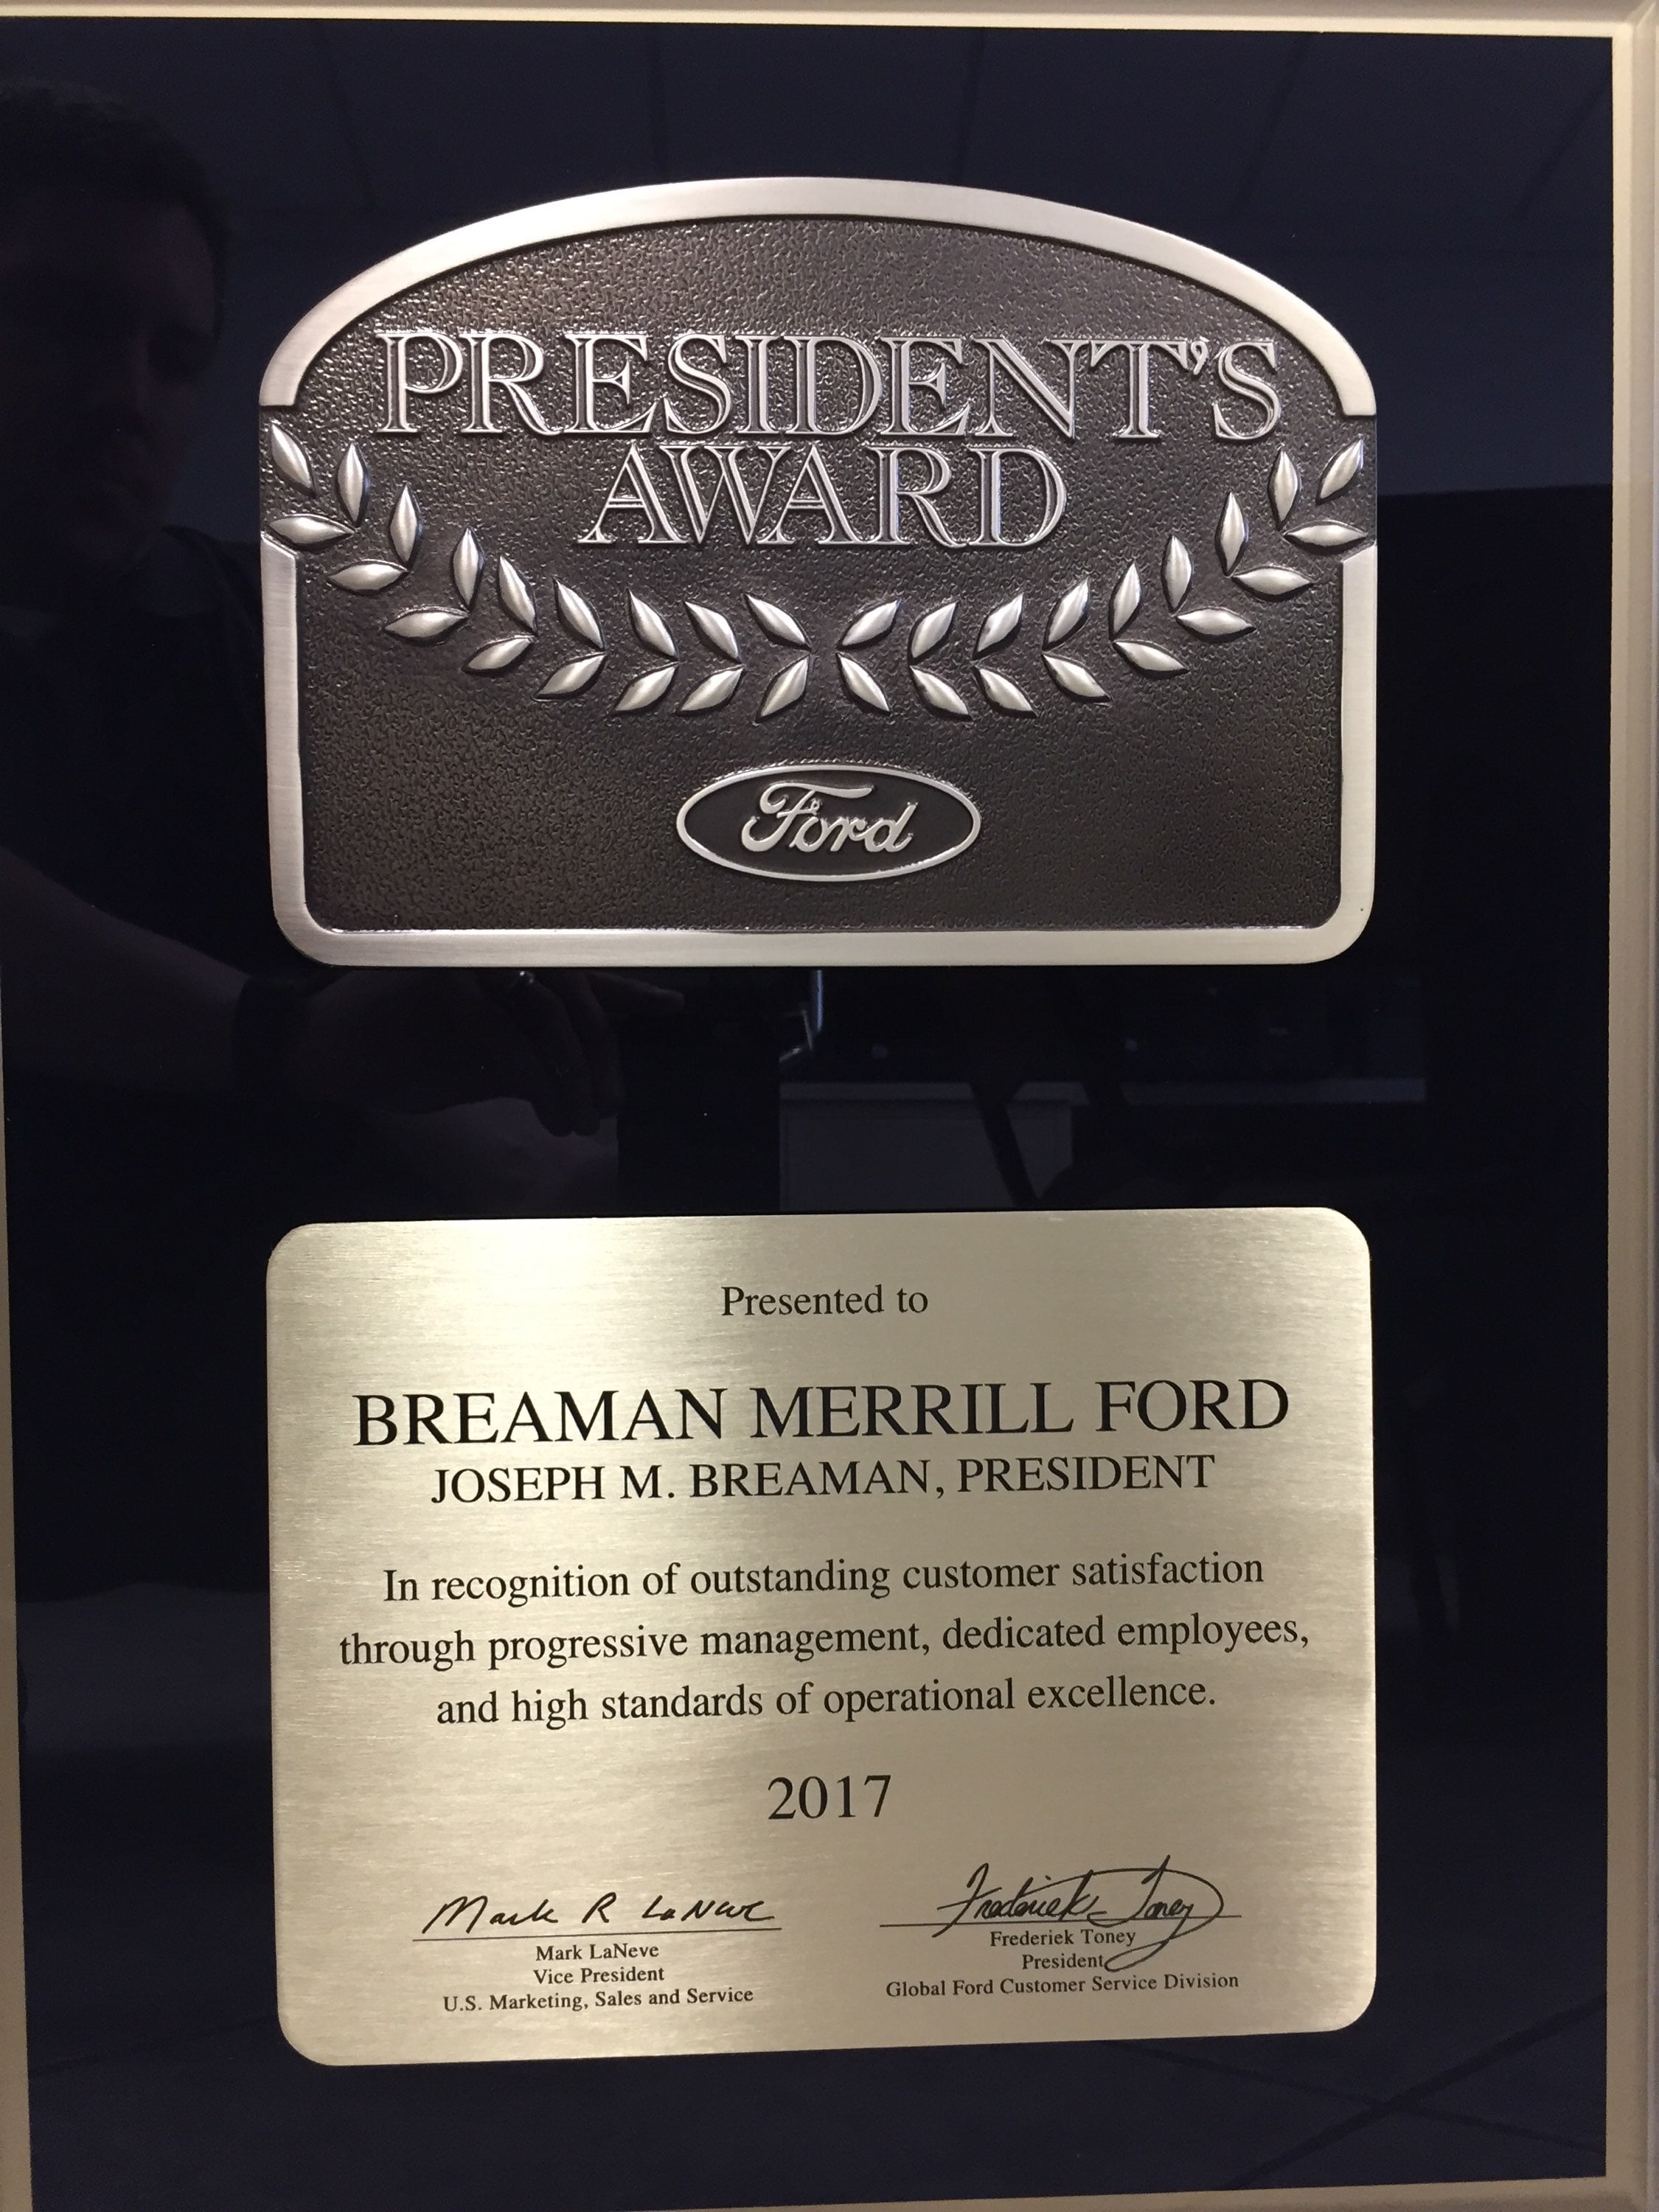 PRESIDENT'S
AWARD
Ford
Presented to
BREAMAN MERRILL FORD
JOSEPH M. BREAMAN, PRESIDENT
In recognition of outstanding customer satisfaction
through progressive management, dedicated employees,
and high standards of operational excellence.
2017
Mark R LaNeve
Mark LaNeve
Vice President
U.S. Marketing, Sales and Service
Frederiek Toney
Frederiek Toney
President
Global Ford Customer Service Division